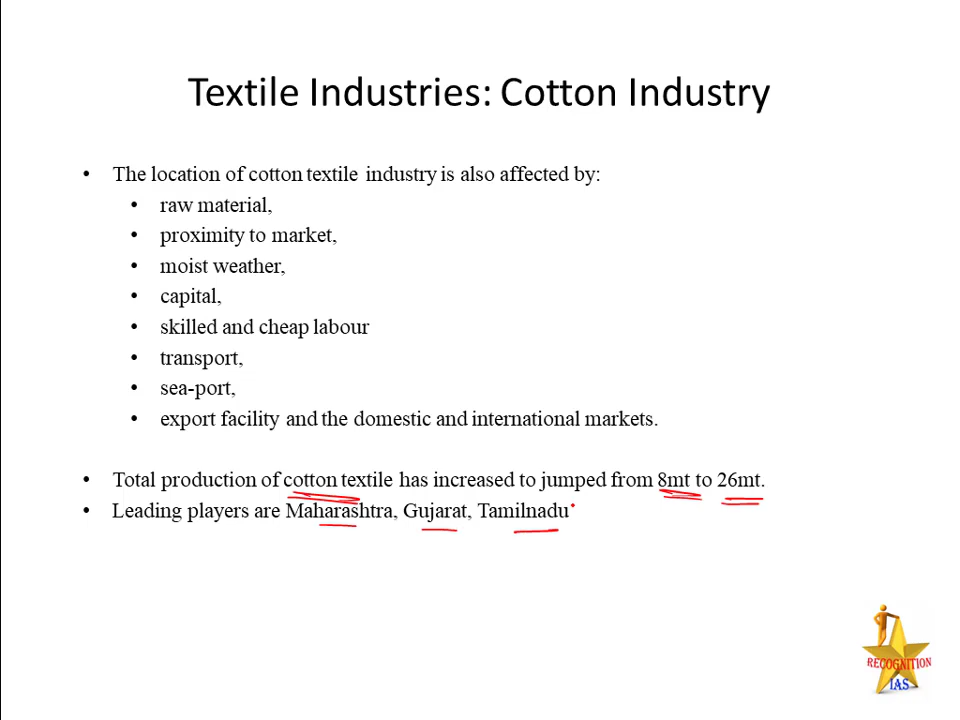 Textile Industries: Cotton Industry
• The location of cotton textile industry is also affected by:
• raw material,
• proximity to market,
• moist weather,
• capital,
• skilled and cheap labour
• transport,
• sea-port,
• export facility and the domestic and international markets.
• Total production of cotton textile has increased to jumped from 8mt to 26mt.
• Leading players are Maharashtra, Gujarat, Tamilnadu
RECOGNITION
IAS